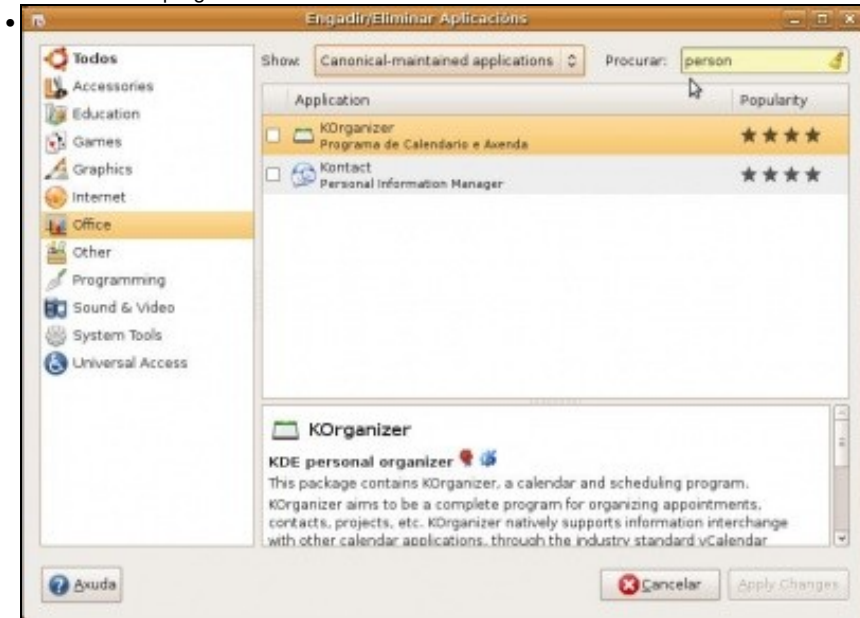 Engadir/Eliminar Aplicacións
Todos
Accessories
Education
Games
Graphics
Internet
Office
Other
Programming
Sound & Video
System Tools
Universal Access
Show: Canonical-maintained applications Procurar: person
Application Popularity
KOrganizer
Programa de Calendario e Axenda
Kontact
Personal Information Manager
KOrganizer
KDE personal organizer
This package contains KOrganizer, a calendar and scheduling program.
KOrganizer aims to be a complete program for organizing appointments,
contacts, projects, etc. KOrganizer natively supports information interchange
with other calendar applications, through the industry standard vCalendar
Axuda Cancelar Apply Changes